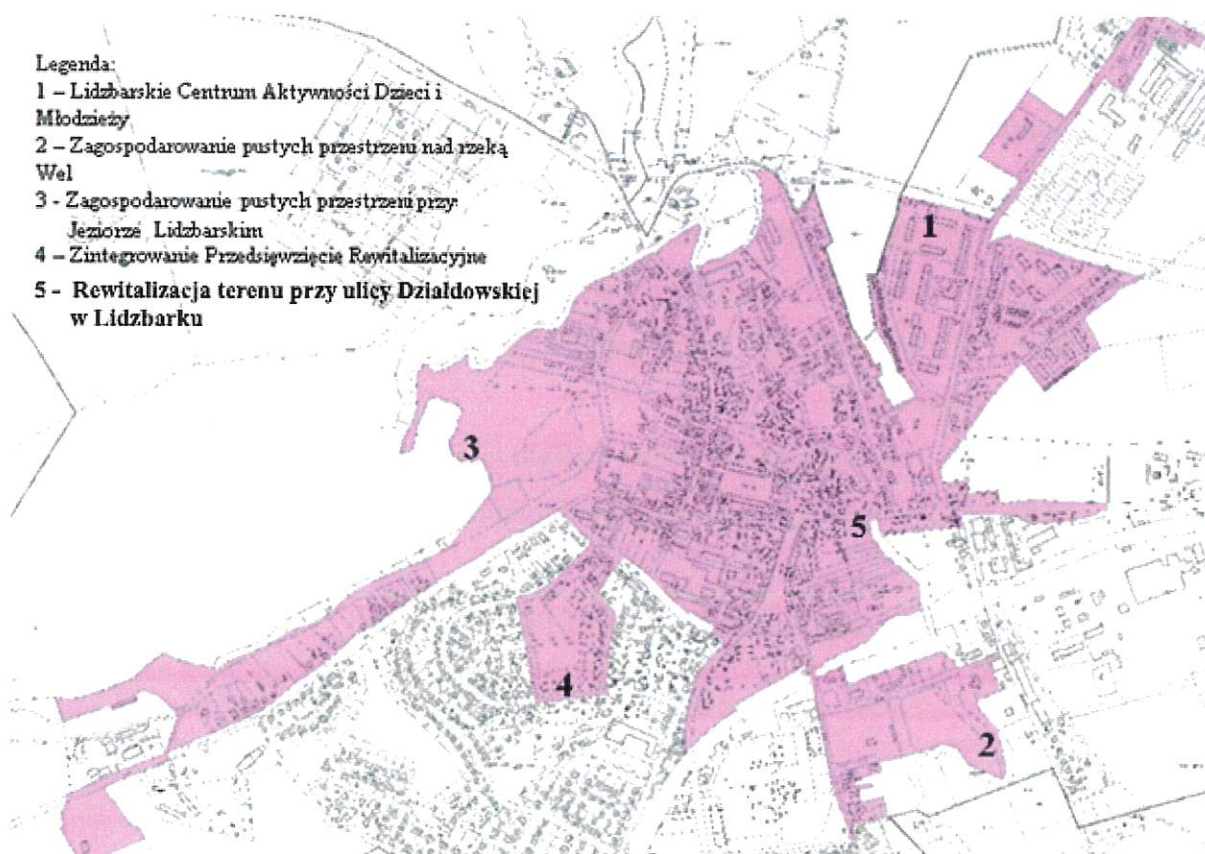 Legenda:
1 – Lidzbarskie Centrum Aktywności Dzieci i
Młodzieży
2 – Zagospodarowanie pustych przestrzeni nad rzeką
Wel
3 - Zagospodarowanie pustych przestrzeni przy
Jeziorze Lidzbarskim
4 – Zintegrowanie Przedsięwzięcie Rewitalizacyjne
5 - Rewitalizacja terenu przy ulicy Działdowskiej
w Lidzbarku
1
3
5
4
2